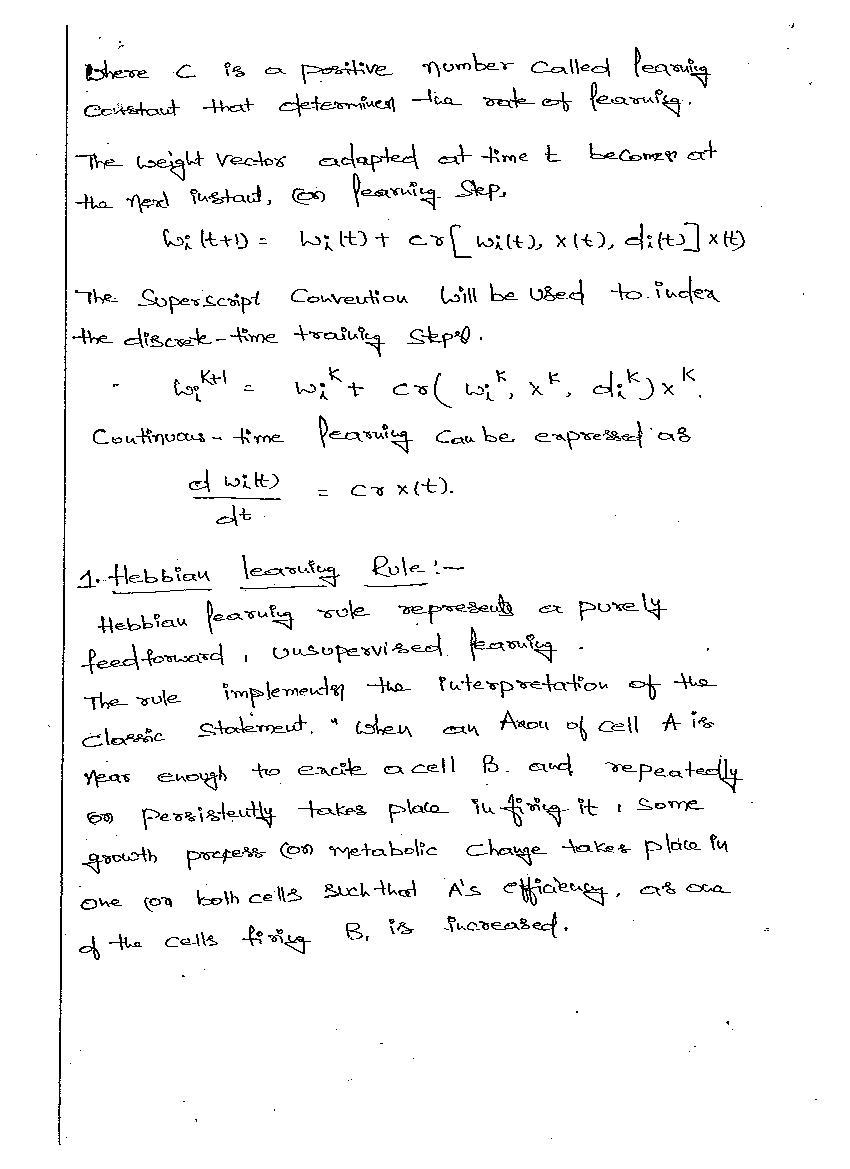 where C is a positive number called learning
constant that determines the rate of learning.
The weight vector adapted at time t becomes at
the next instant, (or) learning step,
wi (t+1) = wi (t) + cr[ wi(t), x(t), di(t)] x(t)
The Superscript Convention will be used to index
the discrete-time training steps.
wi^K+1 = wi^K + cr( wi^K, x^K, di^K) x^K.
Continuous-time learning can be expressed as
d wi(t)/dt = cr x(t).
1. Hebbian learning Rule :-
Hebbian learning rule represents a purely
feedforward, unsupervised learning.
The rule implements the interpretation of the
classic statement. " when an Axon of cell A is
near enough to excite a cell B. and repeatedly
(or) persistently takes place in firing it, some
growth process (or) metabolic change takes place in
one (or) both cells such that A's efficiency, as one
of the cells firing B, is increased.